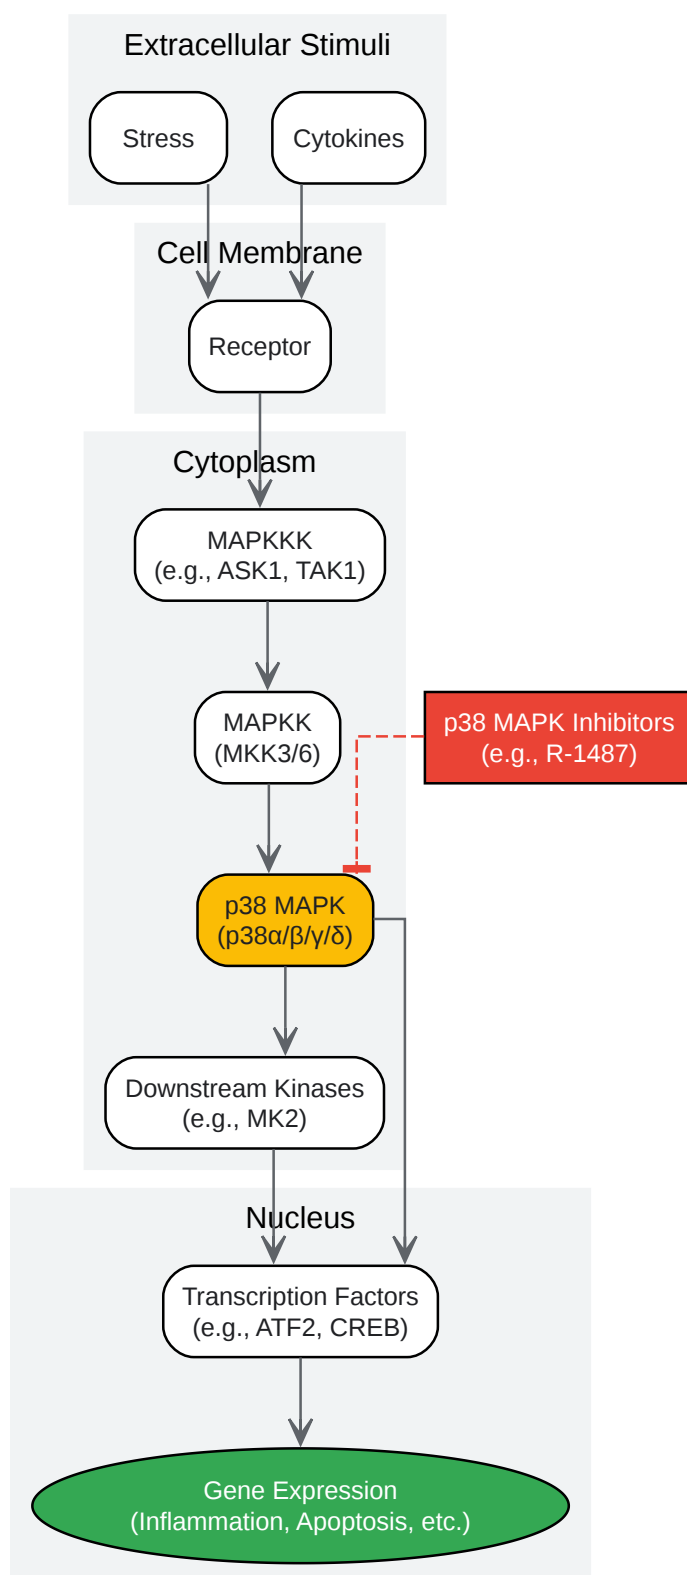 Extracellular Stimuli
Stress
Cytokines
Cell Membrane
Receptor
Cytoplasm
MAPKKK
(e.g., ASK1, TAK1)
MAPKK
(MKK3/6)
p38 MAPK Inhibitors
(e.g., R-1487)
p38 MAPK
(p38α/β/γ/δ)
Downstream Kinases
(e.g., MK2)
Nucleus
Transcription Factors
(e.g., ATF2, CREB)
Gene Expression
(Inflammation, Apoptosis, etc.)